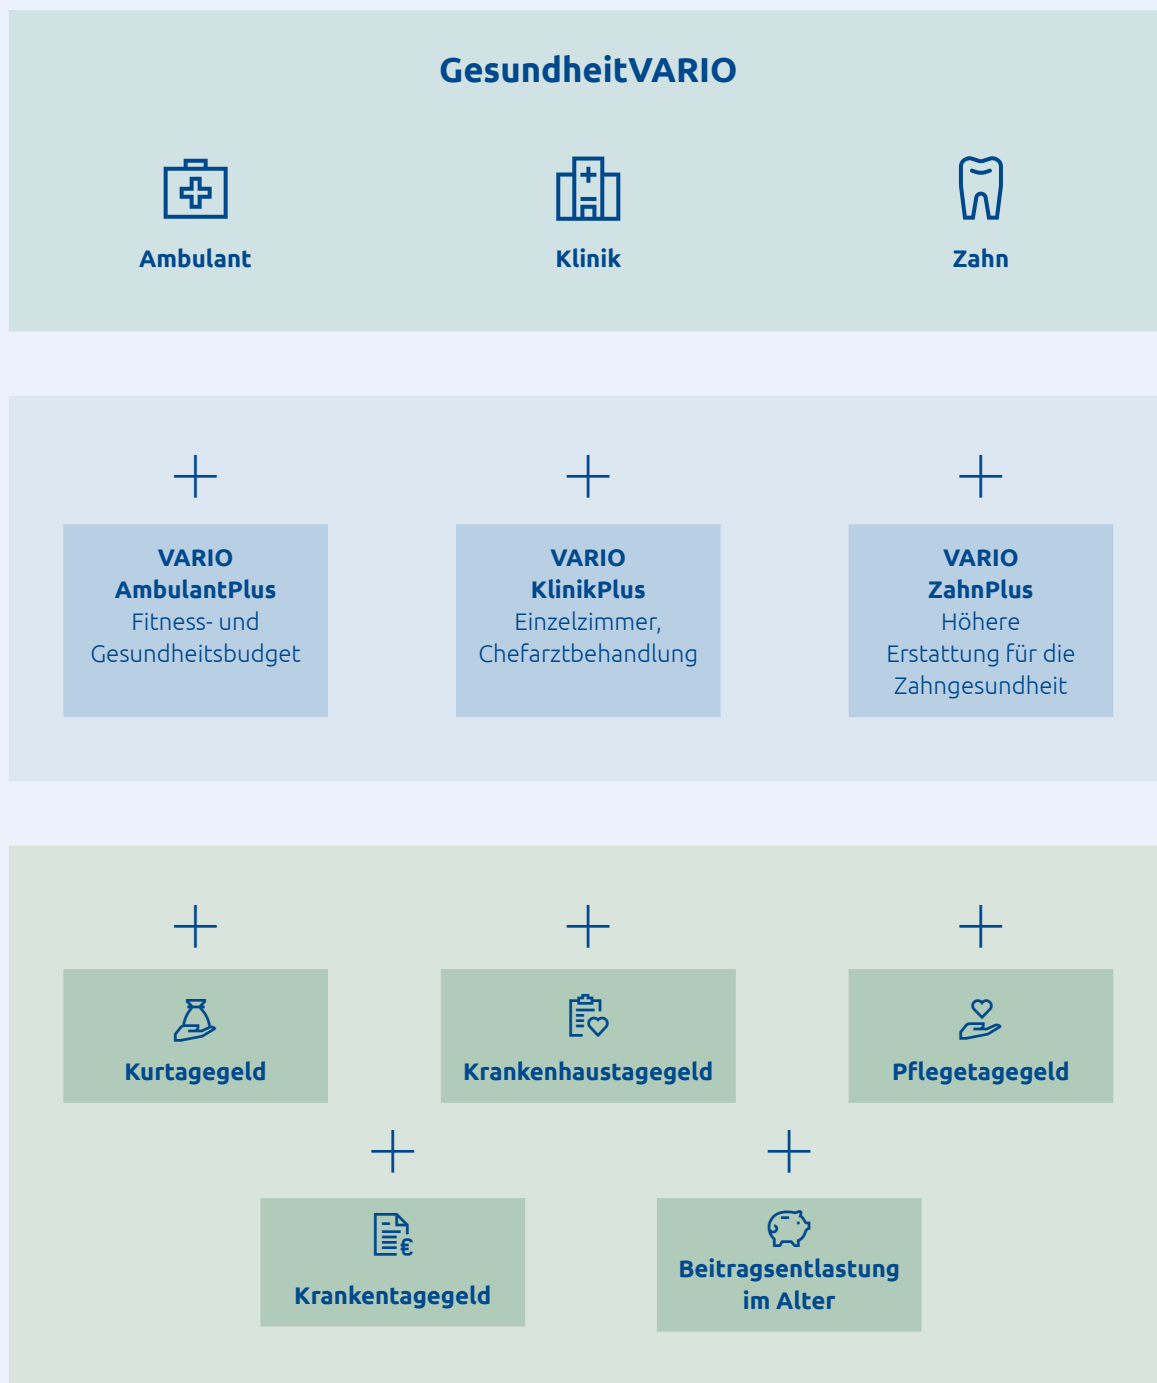 GesundheitVARIO
Ambulant
Klinik
Zahn
VARIO
AmbulantPlus
Fitness- und
Gesundheitsbudget
VARIO
KlinikPlus
Einzelzimmer,
Chefarztbehandlung
VARIO
ZahnPlus
Höhere
Erstattung für die
Zahngesundheit
Kurtagegeld
Krankenhaustagegeld
Pflegetagegeld
€
Krankentagegeld
Beitragsentlastung
im Alter